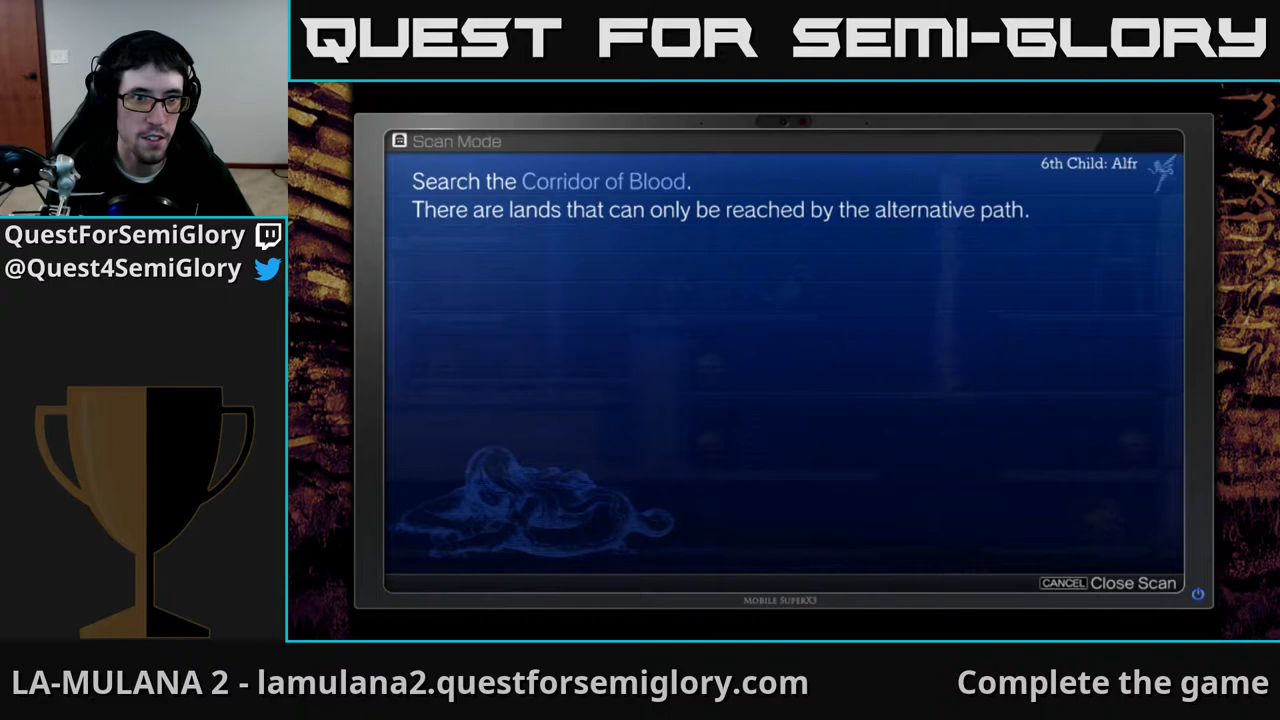 QUEST FOR SEMI-GLORY
Scan Mode
6th Child: Alfr
Search the Corridor of Blood.
There are lands that can only be reached by the alternative path.
QuestForSemiGlory
@Quest4SemiGlory
CANCEL Close Scan
MOBILE SUPERX3
LA-MULANA 2 - lamulana2.questforsemiglory.com
Complete the game